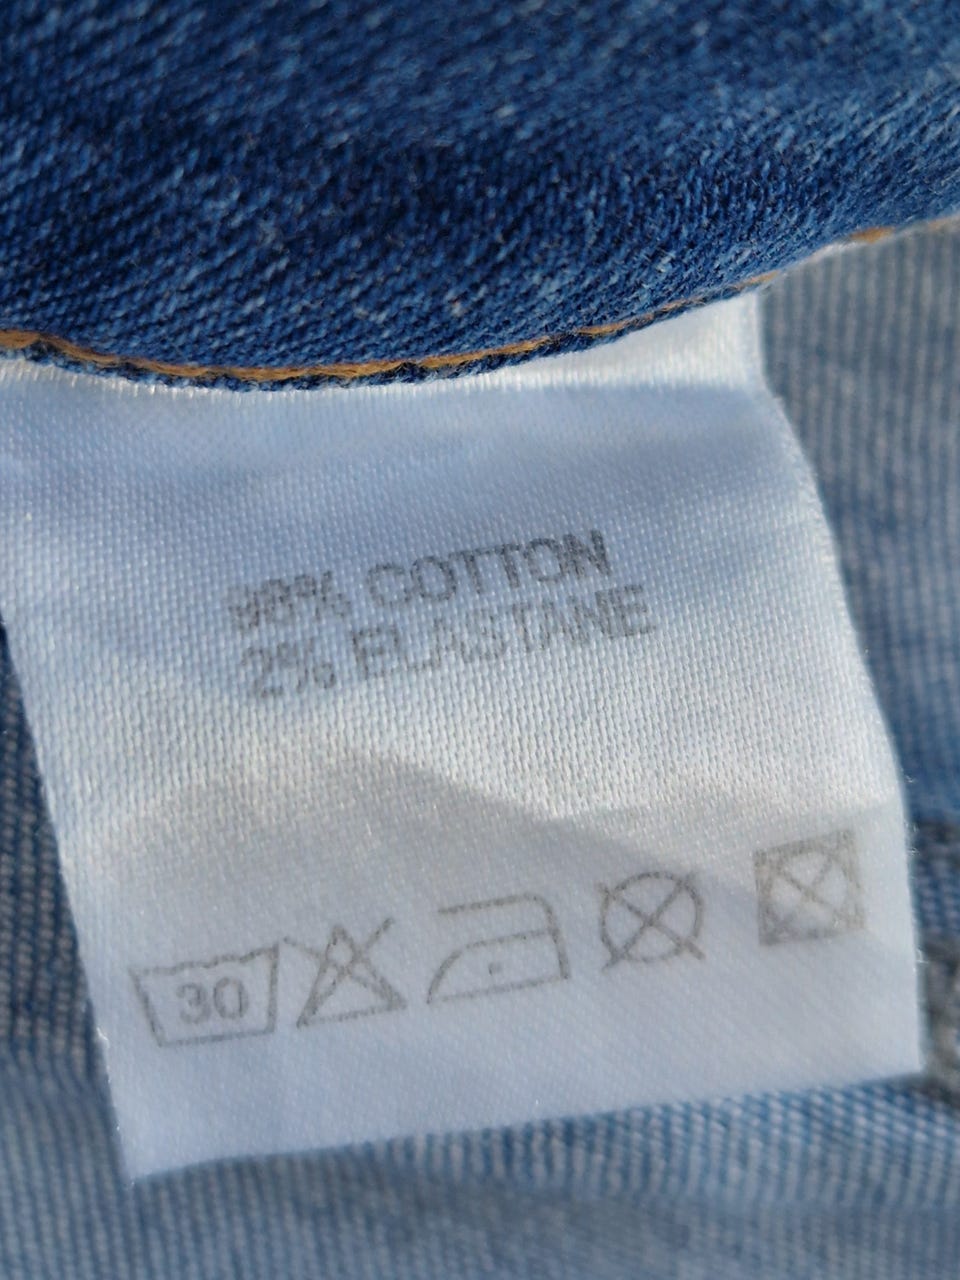 98% COTTON
2% ELASTANE
30